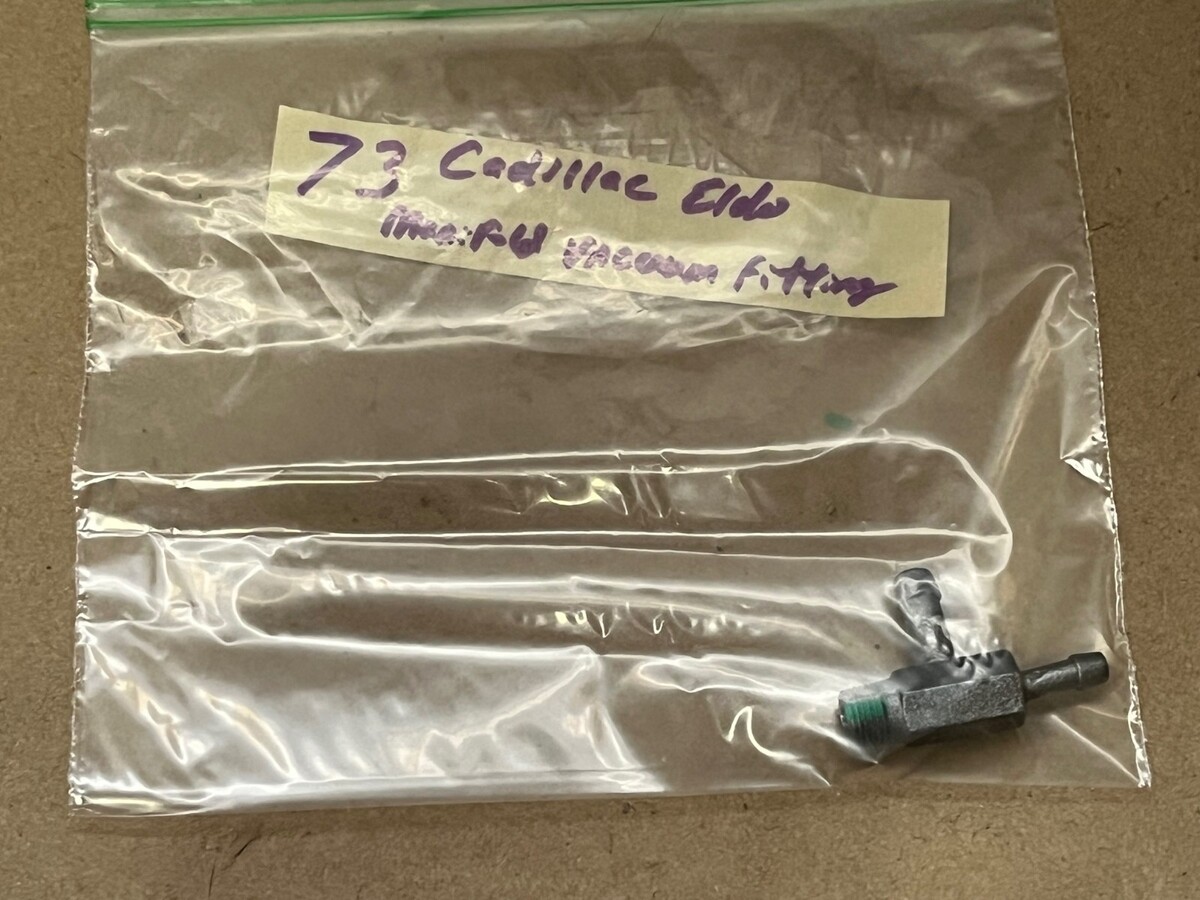 73 Cadillac Eldo
Manifold vacuum fitting